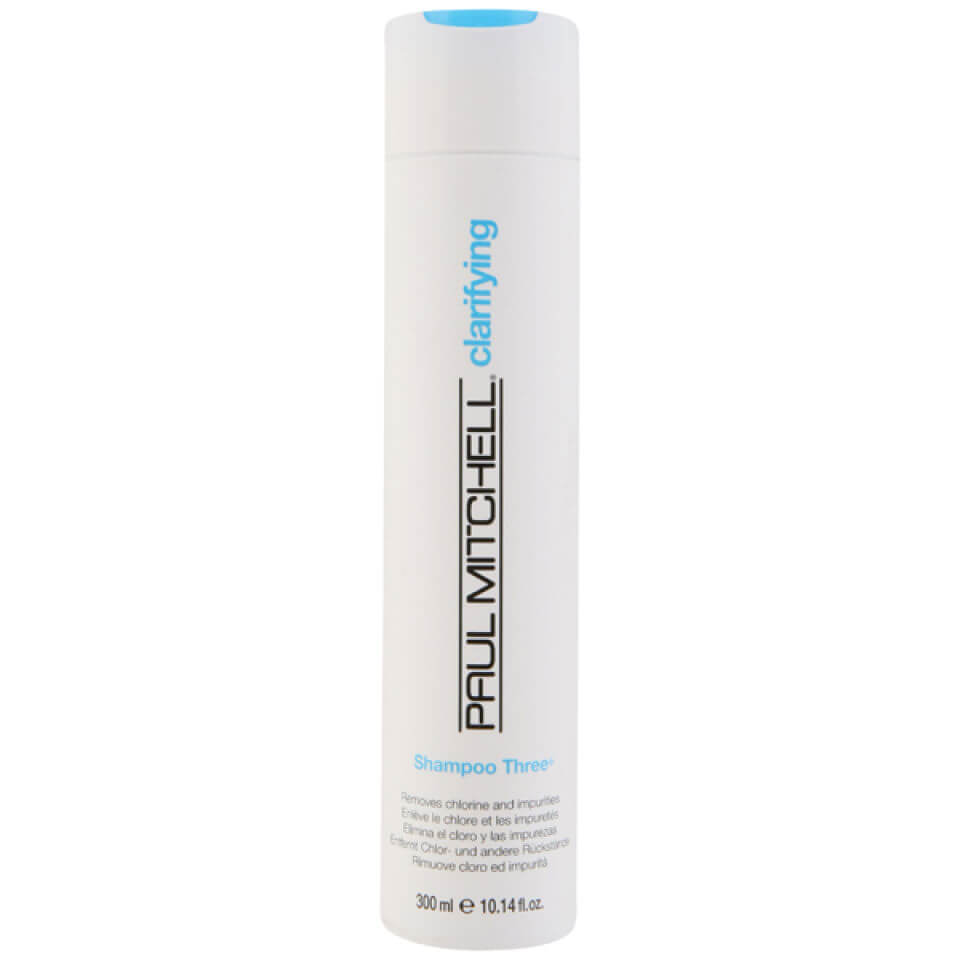 PAUL MITCHELL® clarifying
Shampoo Three®
Removes chlorine and impurities
Enlève le chlore et les impuretés
Elimina el cloro y las impurezas
Entfernt Chlor- und andere Rückstände
Rimuove cloro ed impurità
300 ml ℮ 10.14 fl.oz.